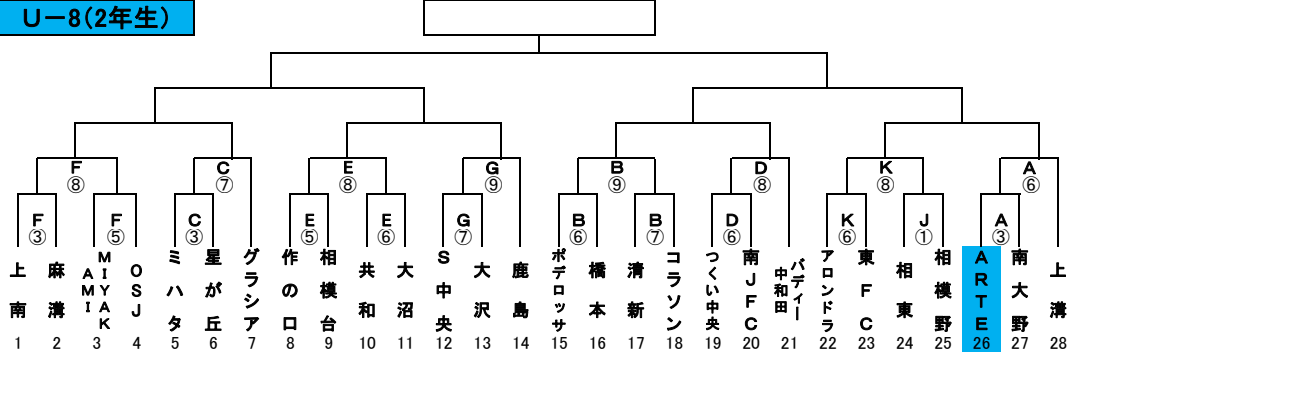 U－8（2年生）
F C E G B D K A
⑧ ⑦ ⑧ ⑨ ⑨ ⑧ ⑧ ⑥
F F C E E G B B D K J A
③ ⑤ ③ ⑤ ⑥ ⑦ ⑥ ⑦ ⑥ ⑥ ① ③
上南
麻溝
MIYAKAMI
OSJ
ミハタ
星が丘
グラシア
作の口
相模台
共和
大沼
S中央
大沢
鹿島
ポデロッサ
橋本
清新
コラソン
つくい中央
南JFC
バディー中和田
アロンドラ
東FC
相東
相模野
ARTE
南大野
上溝
1 2 3 4 5 6 7 8 9 10 11 12 13 14 15 16 17 18 19 20 21 22 23 24 25 26 27 28